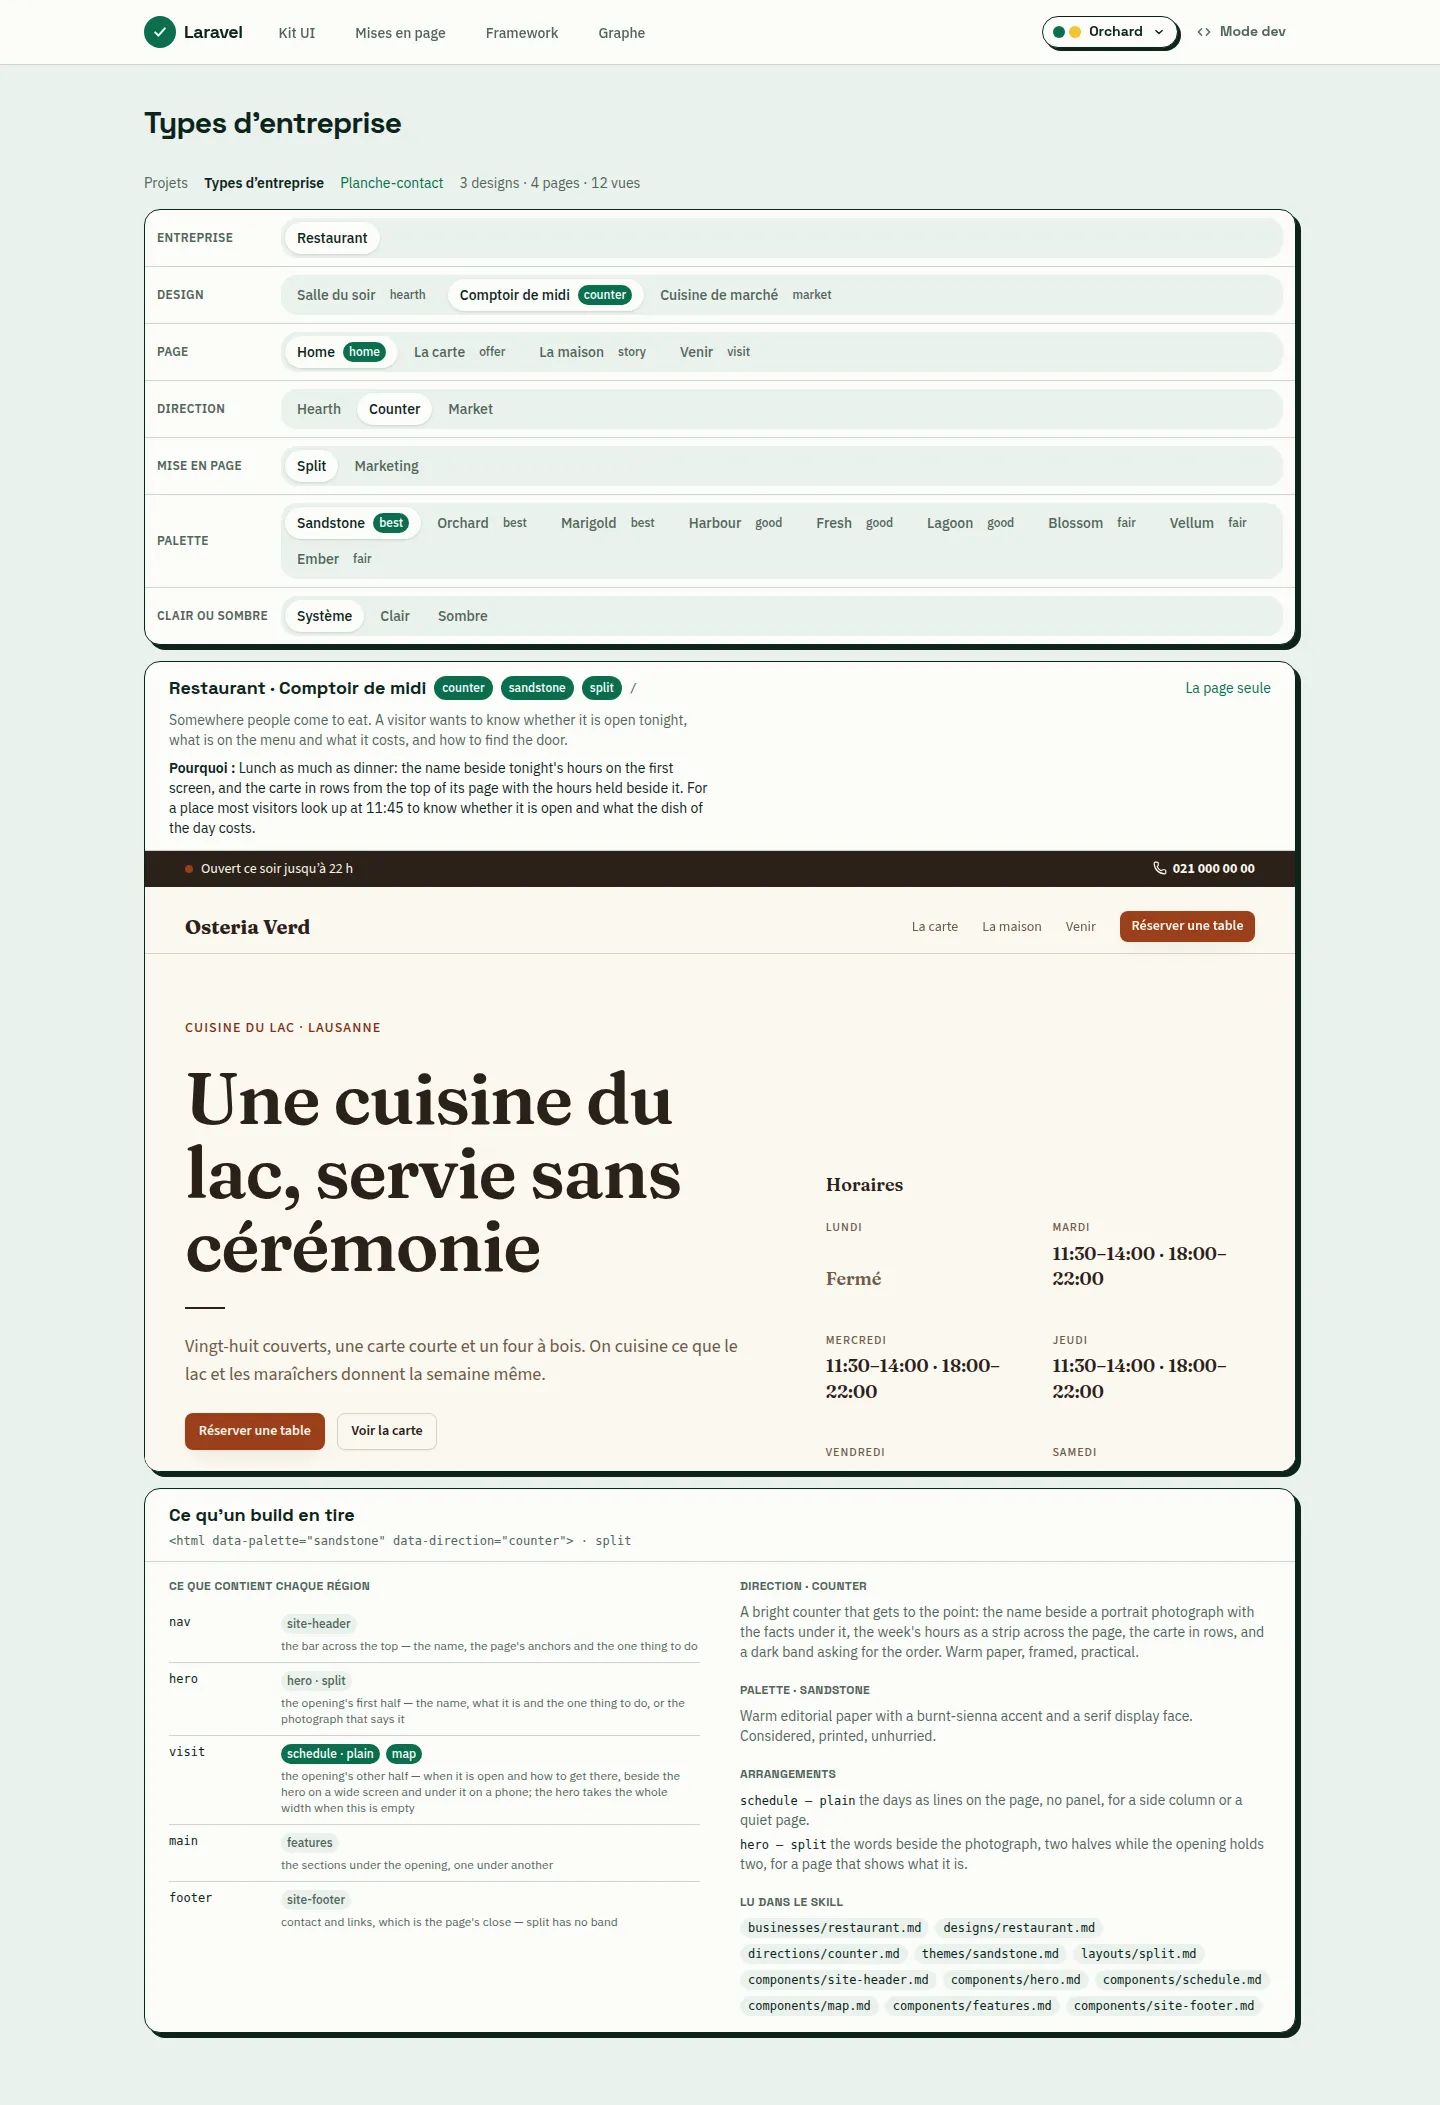 Laravel
Kit UI
Mises en page
Framework
Graphe
Orchard
Mode dev
Types d’entreprise
Projets
Types d’entreprise
Planche-contact
3 designs · 4 pages · 12 vues
ENTREPRISE
Restaurant
DESIGN
Salle du soir hearth
Comptoir de midi counter
Cuisine de marché market
PAGE
Home home
La carte offer
La maison story
Venir visit
DIRECTION
Hearth
Counter
Market
MISE EN PAGE
Split
Marketing
PALETTE
Sandstone best
Orchard best
Marigold best
Harbour good
Fresh good
Lagoon good
Blossom fair
Vellum fair
Ember fair
CLAIR OU SOMBRE
Système
Clair
Sombre
Restaurant · Comptoir de midi counter sandstone split /
La page seule
Somewhere people come to eat. A visitor wants to know whether it is open tonight,
what is on the menu and what it costs, and how to find the door.
Pourquoi : Lunch as much as dinner: the name beside tonight's hours on the first
screen, and the carte in rows from the top of its page with the hours held beside it. For
a place most visitors look up at 11:45 to know whether it is open and what the dish of
the day costs.
Ouvert ce soir jusqu’à 22 h
021 000 00 00
Osteria Verd
La carte
La maison
Venir
Réserver une table
CUISINE DU LAC · LAUSANNE
Une cuisine du
lac, servie sans
cérémonie
Vingt-huit couverts, une carte courte et un four à bois. On cuisine ce que le
lac et les maraîchers donnent la semaine même.
Réserver une table
Voir la carte
Horaires
LUNDI
Fermé
MARDI
11:30–14:00 · 18:00–
22:00
MERCREDI
11:30–14:00 · 18:00–
22:00
JEUDI
11:30–14:00 · 18:00–
22:00
VENDREDI
SAMEDI
Ce qu’un build en tire
<html data-palette="sandstone" data-direction="counter"> · split
CE QUE CONTIENT CHAQUE RÉGION
nav
site-header
the bar across the top — the name, the page's anchors and the one thing to do
hero
hero · split
the opening's first half — the name, what it is and the one thing to do, or the
photograph that says it
visit
schedule · plain
map
the opening's other half — when it is open and how to get there, beside the
hero on a wide screen and under it on a phone; the hero takes the whole
width when this is empty
main
features
the sections under the opening, one under another
footer
site-footer
contact and links, which is the page's close — split has no band
DIRECTION · COUNTER
A bright counter that gets to the point: the name beside a portrait photograph with
the facts under it, the week's hours as a strip across the page, the carte in rows, and
a dark band asking for the order. Warm paper, framed, practical.
PALETTE · SANDSTONE
Warm editorial paper with a burnt-sienna accent and a serif display face.
Considered, printed, unhurried.
ARRANGEMENTS
schedule — plain the days as lines on the page, no panel, for a side column or a
quiet page.
hero — split the words beside the photograph, two halves while the opening holds
two, for a page that shows what it is.
LU DANS LE SKILL
businesses/restaurant.md
designs/restaurant.md
directions/counter.md
themes/sandstone.md
layouts/split.md
components/site-header.md
components/hero.md
components/schedule.md
components/map.md
components/features.md
components/site-footer.md